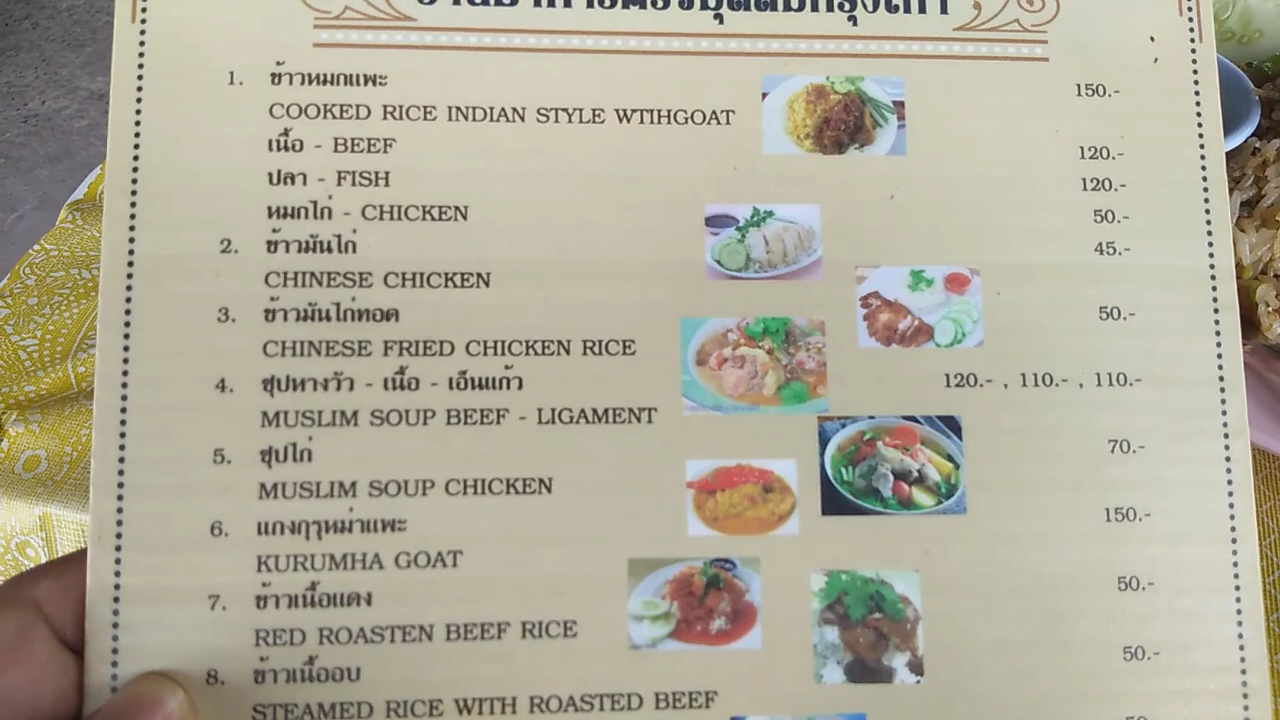 1. ข้าวหมกแพะ 150.-
COOKED RICE INDIAN STYLE WTIHGOAT
เนื้อ - BEEF 120.-
ปลา - FISH 120.-
หมกไก่ - CHICKEN 50.-
2. ข้าวมันไก่ 45.-
CHINESE CHICKEN
3. ข้าวมันไก่ทอด 50.-
CHINESE FRIED CHICKEN RICE
4. ซุปหางวัว - เนื้อ - เอ็นแก้ว 120.- , 110.- , 110.-
MUSLIM SOUP BEEF - LIGAMENT
5. ซุปไก่ 70.-
MUSLIM SOUP CHICKEN
6. แกงกุรุหม่าแพะ 150.-
KURUMHA GOAT
7. ข้าวเนื้อแดง 50.-
RED ROASTEN BEEF RICE
8. ข้าวเนื้ออบ 50.-
STEAMED RICE WITH ROASTED BEEF